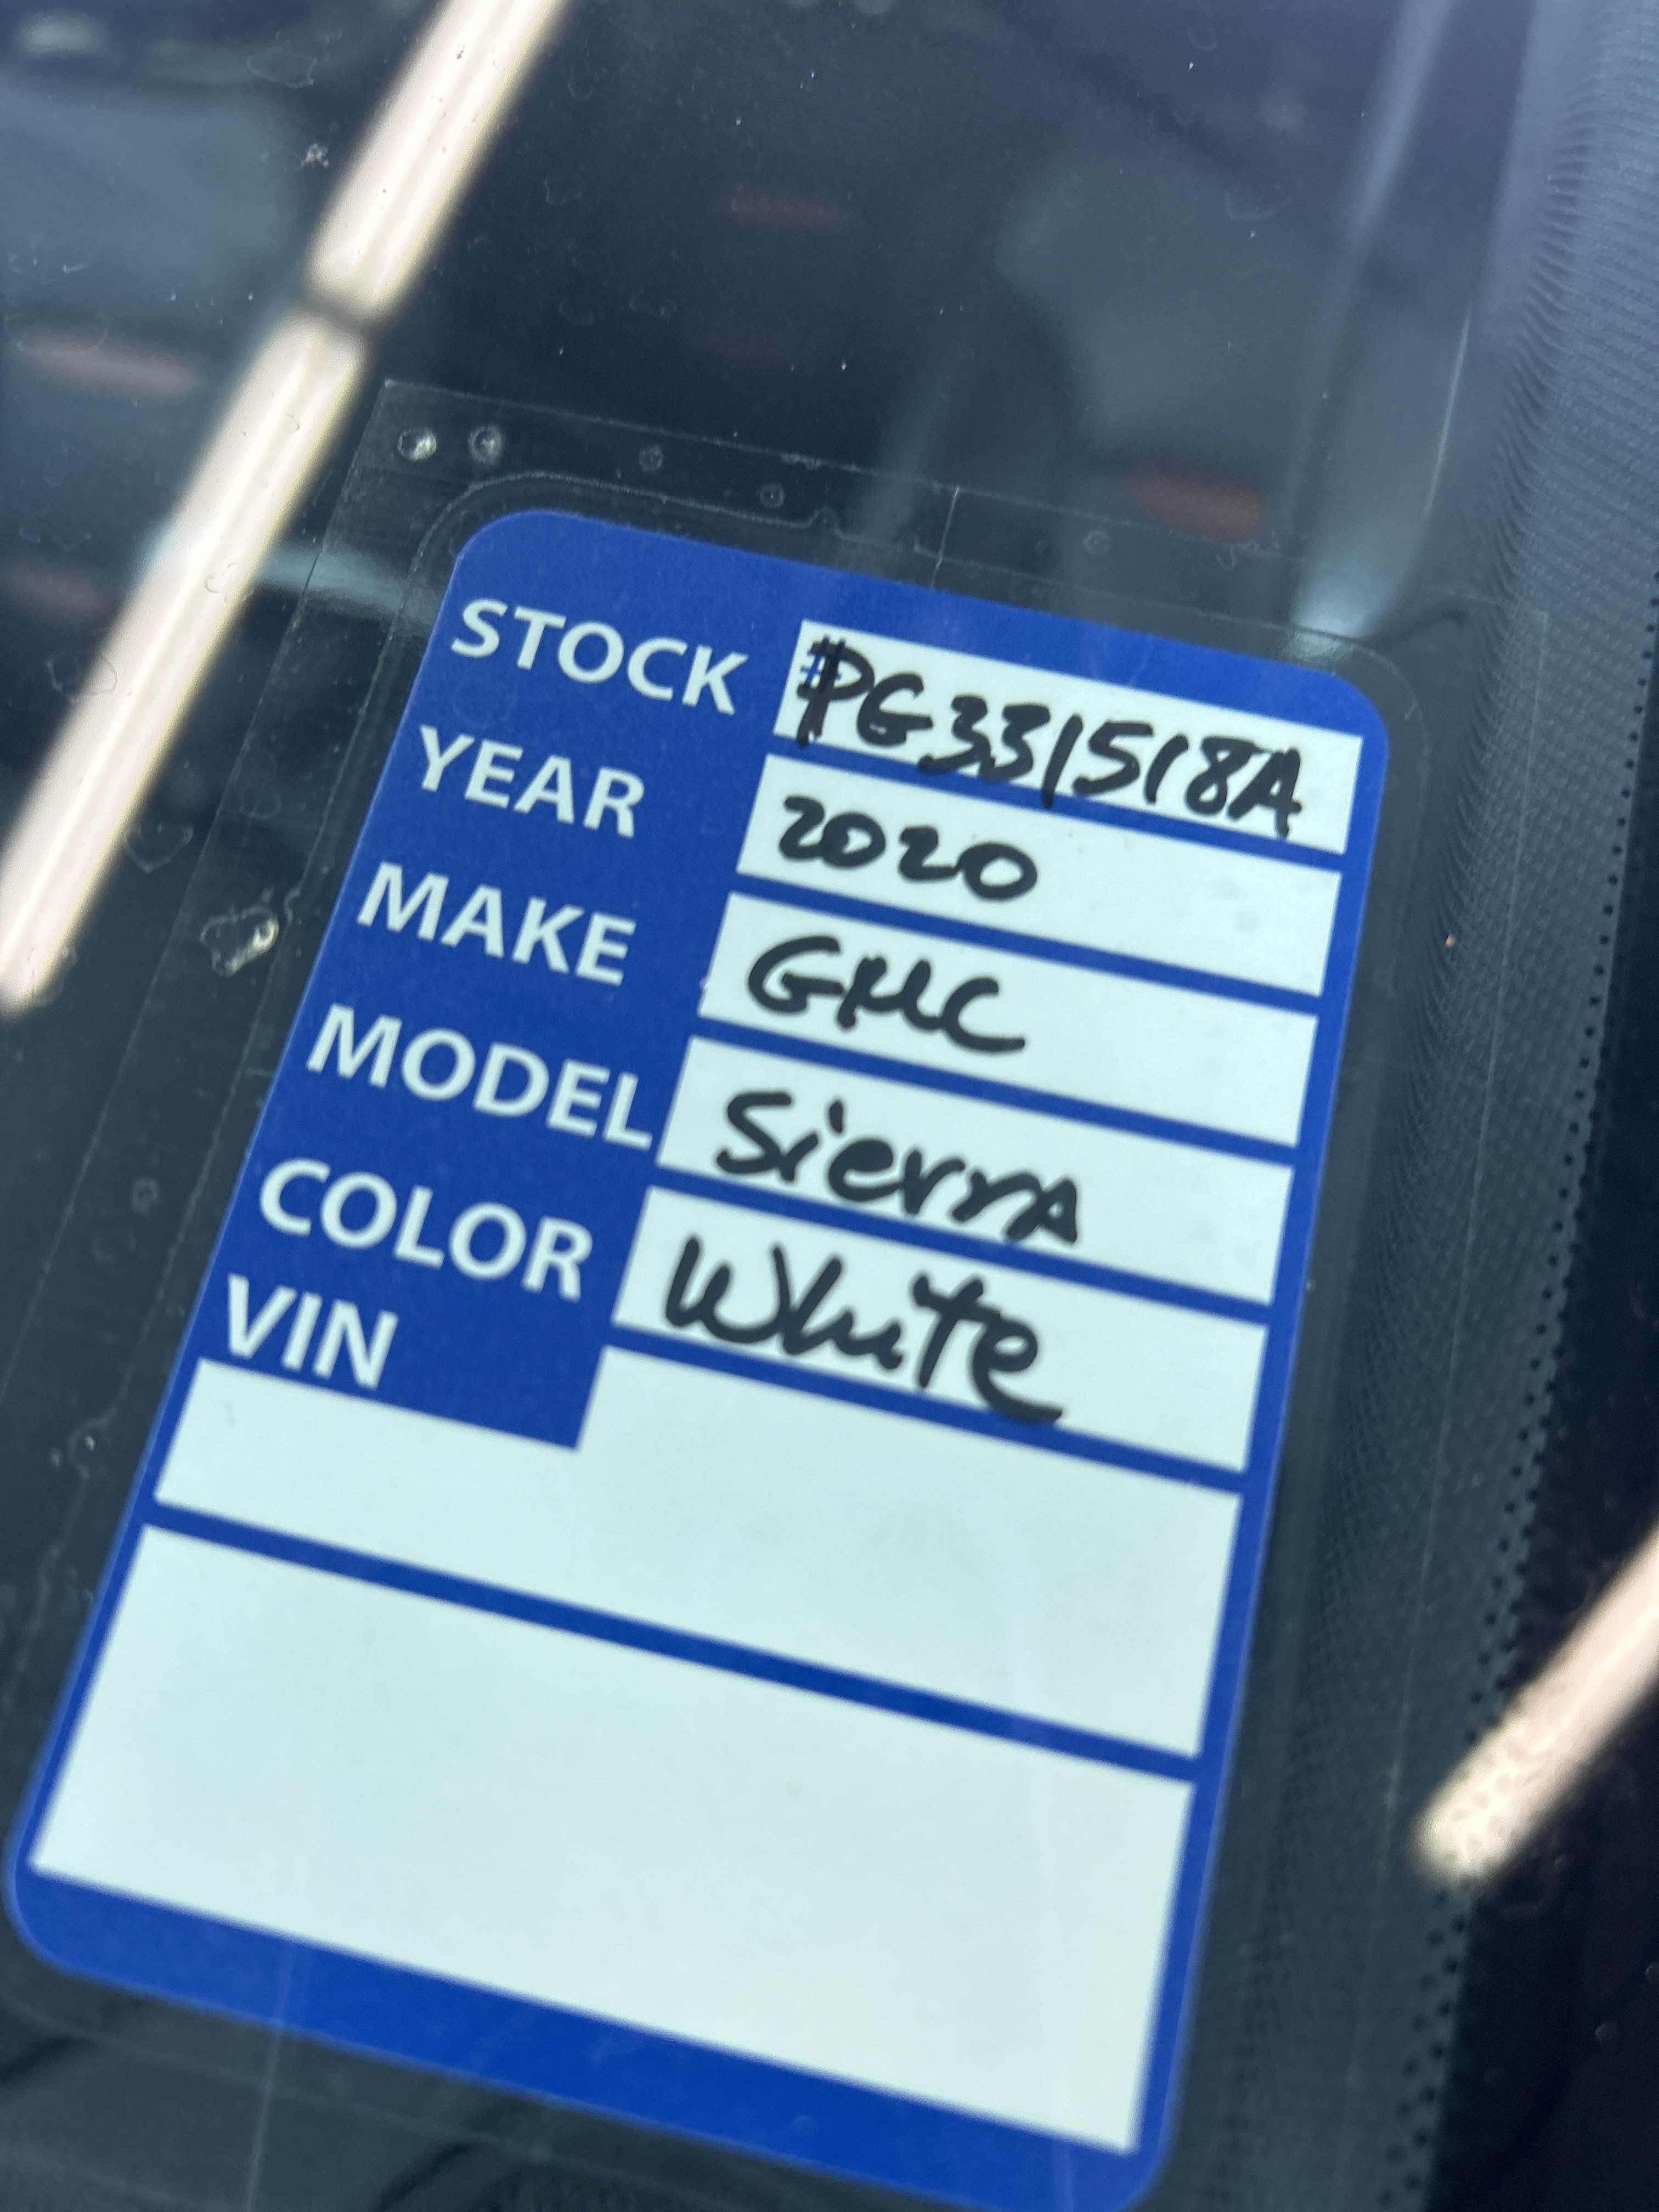 STOCK #PG331518A
YEAR 2020
MAKE GMC
MODEL SierrA
COLOR White
VIN